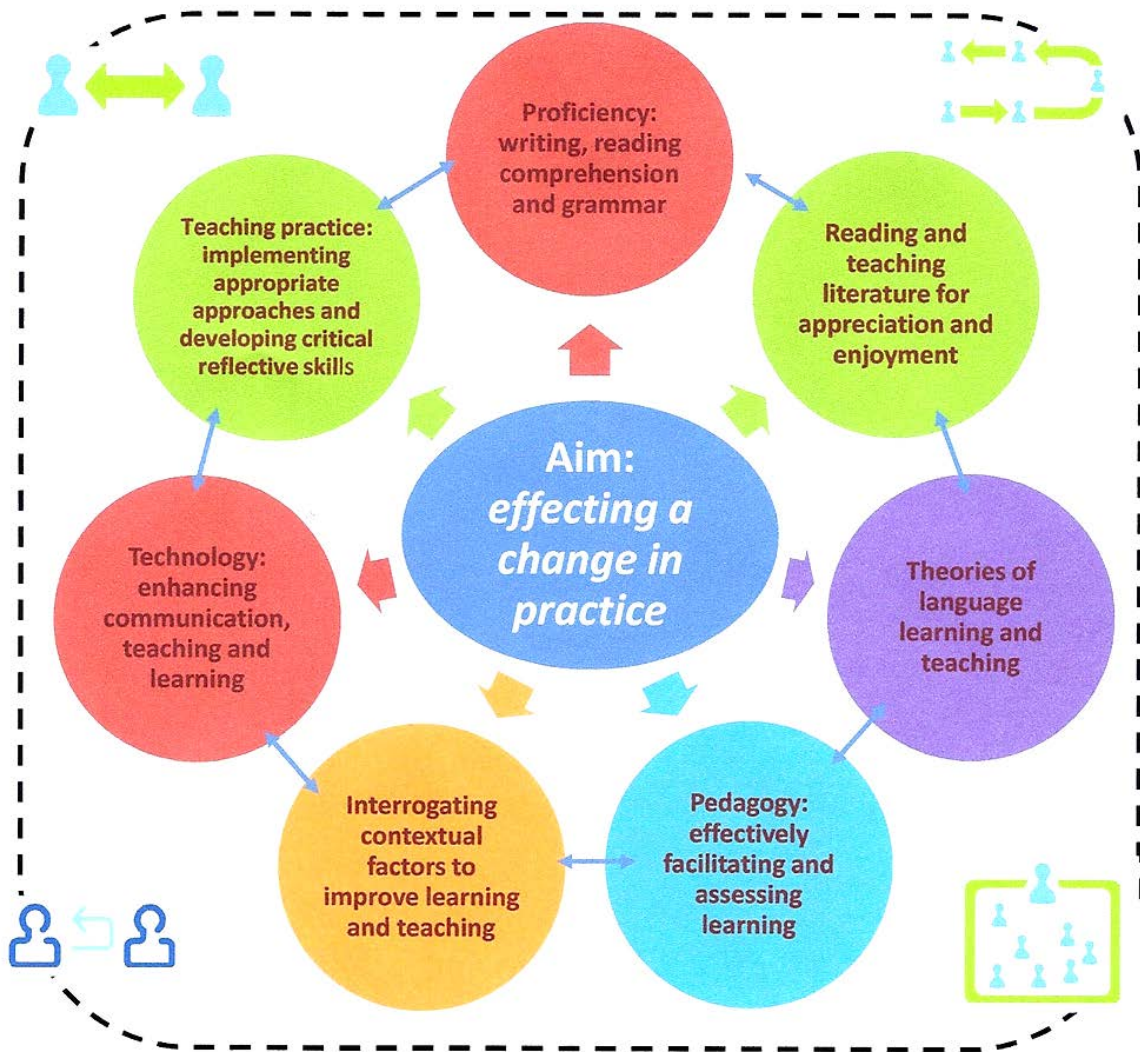 Proficiency:
writing, reading
comprehension
and grammar
Teaching practice:
implementing
appropriate
approaches and
developing critical
reflective skills
Reading and
teaching
literature for
appreciation and
enjoyment
Aim:
effecting a
change in
practice
Technology:
enhancing
communication,
teaching and
learning
Theories of
language
learning and
teaching
Interrogating
contextual
factors to
improve learning
and teaching
Pedagogy:
effectively
facilitating and
assessing
learning